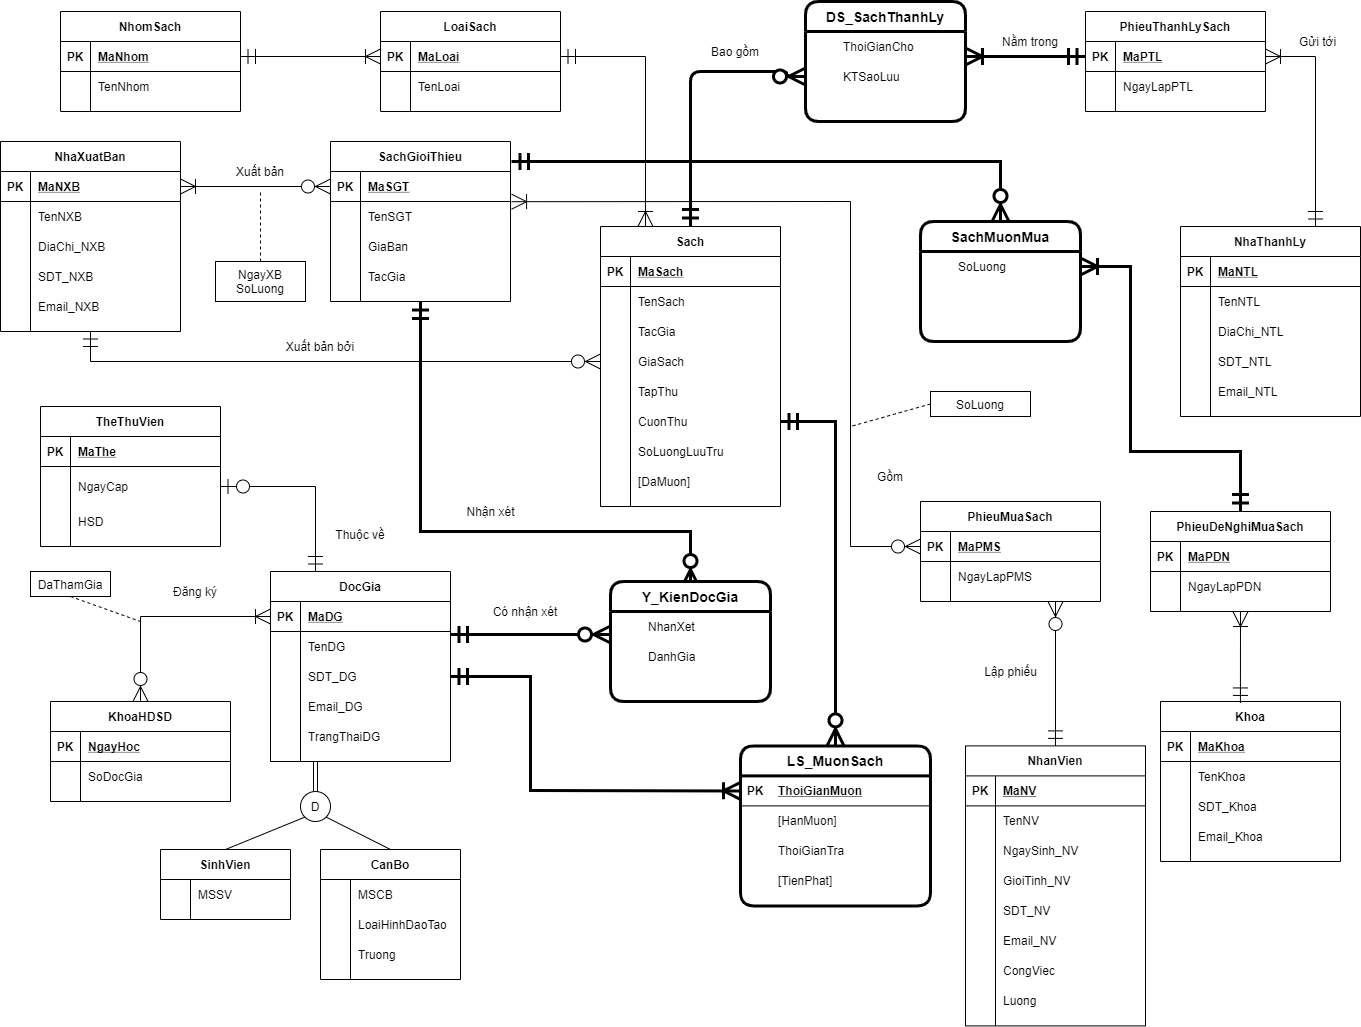 NhomSach
PK MaNhom
TenNhom
LoaiSach
PK MaLoai
TenLoai
Bao gồm
DS_SachThanhLy
ThoiGianCho
KTSaoLuu
Nằm trong
PhieuThanhLySach
PK MaPTL
NgayLapPTL
Gửi tới
NhaXuatBan
PK MaNXB
TenNXB
DiaChi_NXB
SDT_NXB
Email_NXB
Xuất bản
NgayXB
SoLuong
SachGioiThieu
PK MaSGT
TenSGT
GiaBan
TacGia
Xuất bản bởi
Sach
PK MaSach
TenSach
TacGia
GiaSach
TapThu
CuonThu
SoLuongLuuTru
[DaMuon]
SachMuonMua
SoLuong
NhaThanhLy
PK MaNTL
TenNTL
DiaChi_NTL
SDT_NTL
Email_NTL
SoLuong
Gồm
TheThuVien
PK MaThe
NgayCap
HSD
Thuộc về
Nhận xét
PhieuMuaSach
PK MaPMS
NgayLapPMS
PhieuDeNghiMuaSach
PK MaPDN
NgayLapPDN
DaThamGia
Đăng ký
DocGia
PK MaDG
TenDG
SDT_DG
Email_DG
TrangThaiDG
Có nhận xét
Y_KienDocGia
NhanXet
DanhGia
Lập phiếu
KhoaHDSD
PK NgayHoc
SoDocGia
D
SinhVien
MSSV
CanBo
MSCB
LoaiHinhDaoTao
Truong
LS_MuonSach
PK ThoiGianMuon
[HanMuon]
ThoiGianTra
[TienPhat]
NhanVien
PK MaNV
TenNV
NgaySinh_NV
GioiTinh_NV
SDT_NV
Email_NV
CongViec
Luong
Khoa
PK MaKhoa
TenKhoa
SDT_Khoa
Email_Khoa